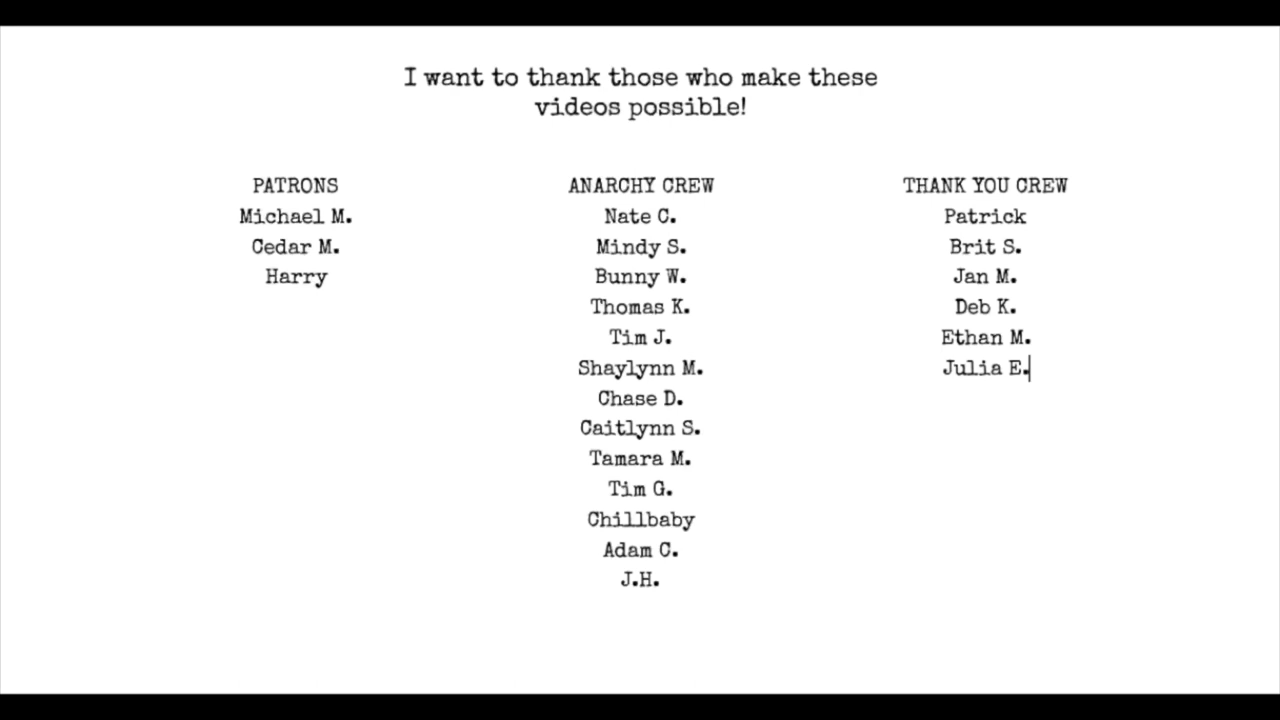 I want to thank those who make these
videos possible!
PATRONS
Michael M.
Cedar M.
Harry
ANARCHY CREW
Nate C.
Mindy S.
Bunny W.
Thomas K.
Tim J.
Shaylynn M.
Chase D.
Caitlynn S.
Tamara M.
Tim G.
Chillbaby
Adam C.
J.H.
THANK YOU CREW
Patrick
Brit S.
Jan M.
Deb K.
Ethan M.
Julia E.